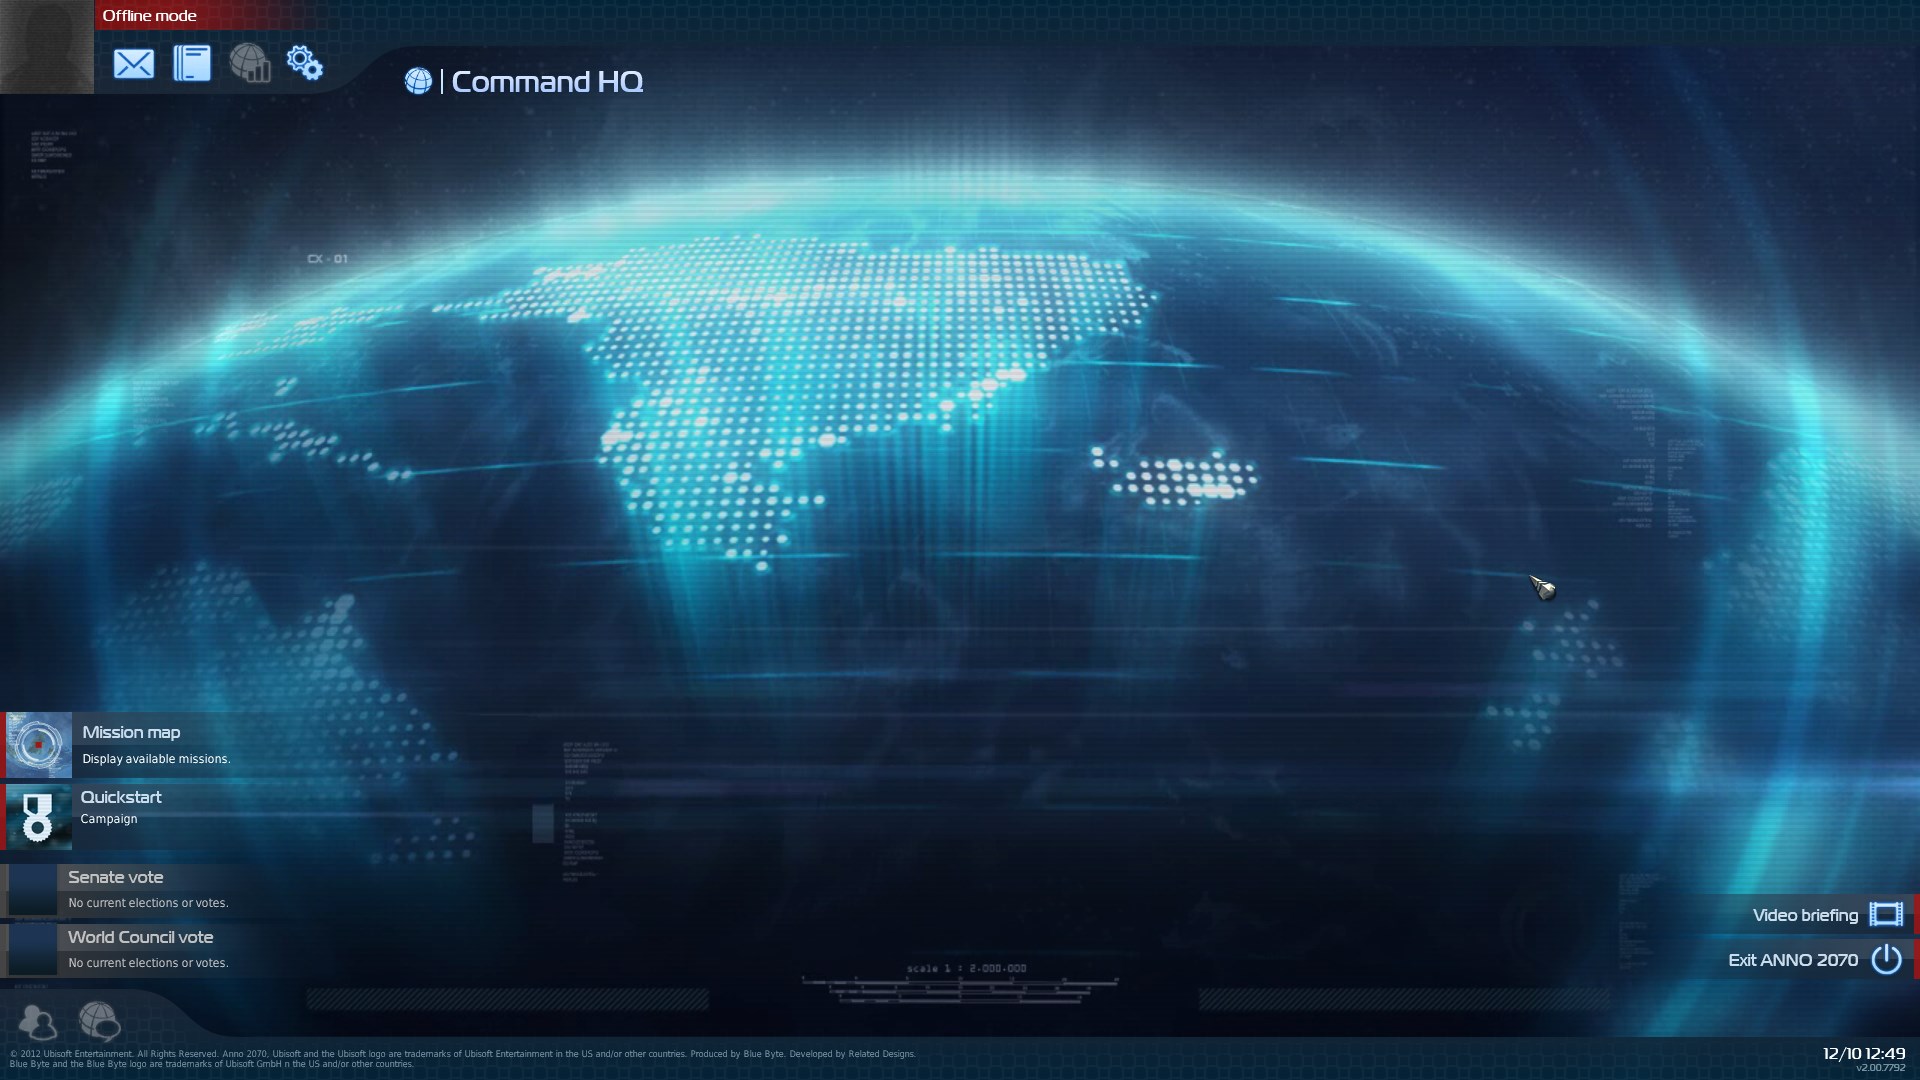 Offline mode
Command HQ
CX - 01
Mission map
Display available missions.
Quickstart
Campaign
Senate vote
No current elections or votes.
World Council vote
No current elections or votes.
Video briefing
Exit ANNO 2070
scale 1 : 2.000.000
© 2012 Ubisoft Entertainment. All Rights Reserved. Anno 2070, Ubisoft and the Ubisoft logo are trademarks of Ubisoft Entertainment in the US and/or other countries. Produced by Blue Byte. Developed by Related Designs.
Blue Byte and the Blue Byte logo are trademarks of Ubisoft GmbH n the US and/or other countries.
12/10 12:49
v2.00.7792